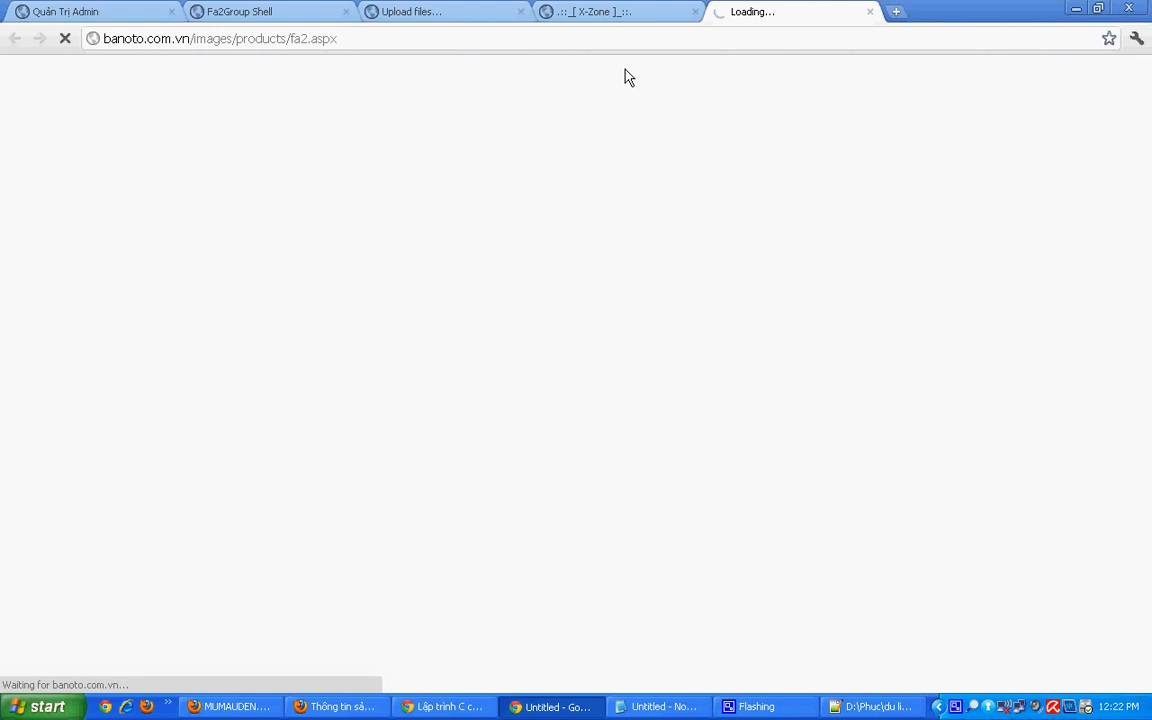 Quản Trị Admin
Fa2Group Shell
Upload files...
.::_[ X-Zone ]_::.
Loading...
banoto.com.vn/images/products/fa2.aspx
Waiting for banoto.com.vn...
start
MUMAUDEN....
Thông tin sả...
Lập trình C c...
Untitled - Go...
Untitled - No...
Flashing
D:\Phuc\du li...
12:22 PM